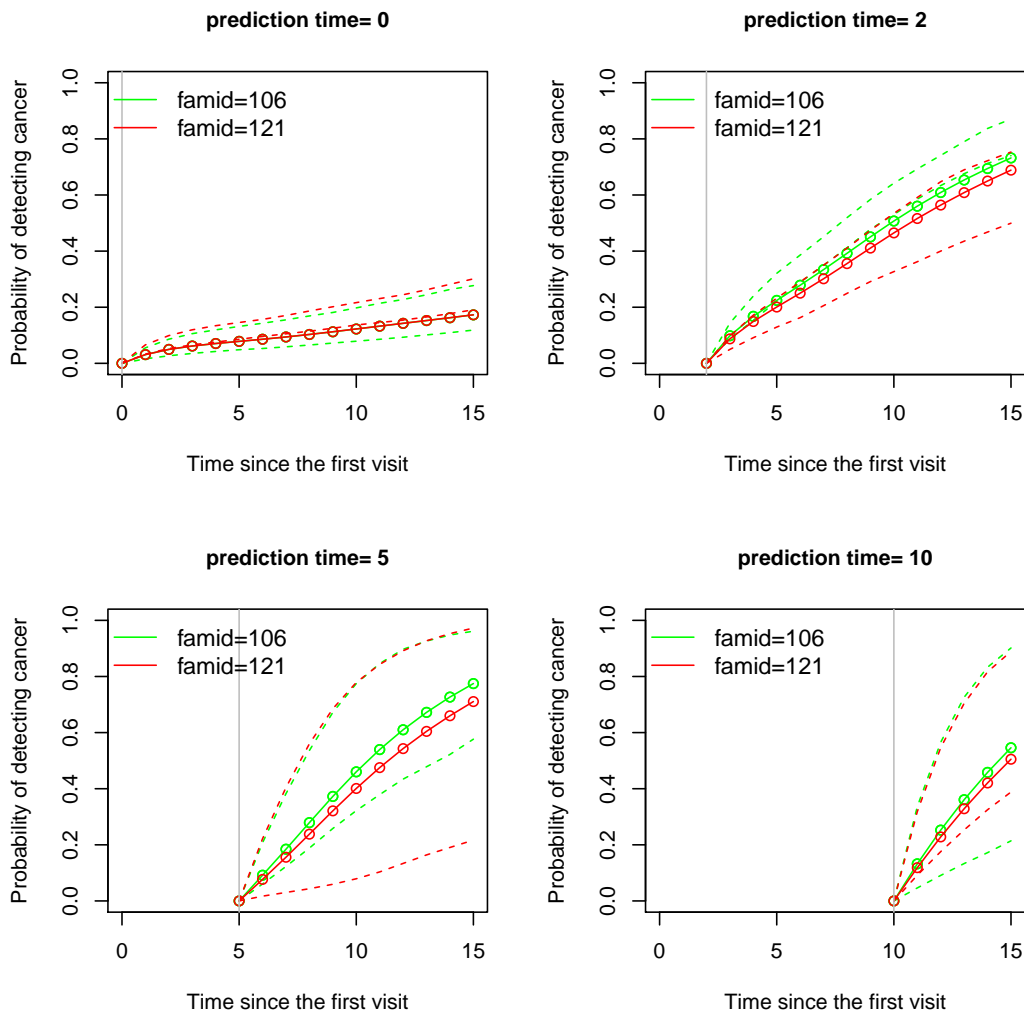 prediction time= 0
Probability of detecting cancer
1.0
0.8
0.6
0.4
0.2
0.0
famid=106
famid=121
0 5 10 15
Time since the first visit
prediction time= 2
Probability of detecting cancer
1.0
0.8
0.6
0.4
0.2
0.0
famid=106
famid=121
0 5 10 15
Time since the first visit
prediction time= 5
Probability of detecting cancer
1.0
0.8
0.6
0.4
0.2
0.0
famid=106
famid=121
0 5 10 15
Time since the first visit
prediction time= 10
Probability of detecting cancer
1.0
0.8
0.6
0.4
0.2
0.0
famid=106
famid=121
0 5 10 15
Time since the first visit